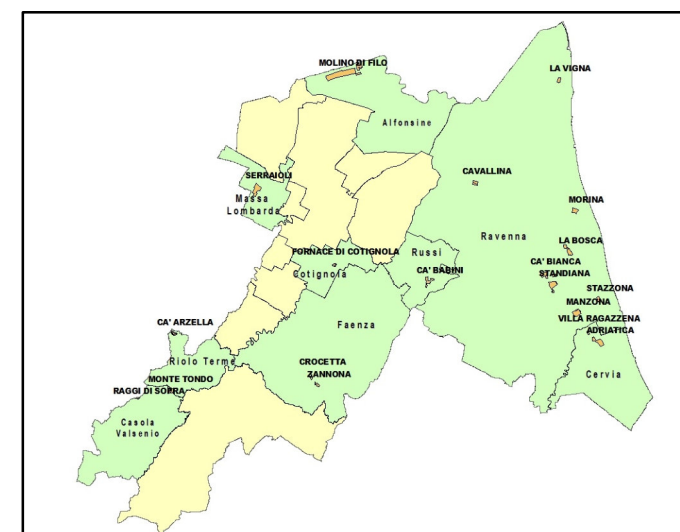 MOLINO DI FILO
LA VIGNA
Alfonsine
SERRAIOLI
CAVALLINA
Massa
Lombarda
MORINA
Ravenna
LA BOSCA
FORNACE DI COTIGNOLA
Russi
CA' BIANCA
Cotignola
CA' BABINI
STANDIANA
STAZZONA
MANZONA
CA' ARZELLA
Faenza
VILLA RAGAZZENA
ADRIATICA
Riolo Terme
CROCETTA
ZANNONA
Cervia
MONTE TONDO
RAGGI DI SOPRA
Casola
Valsenio